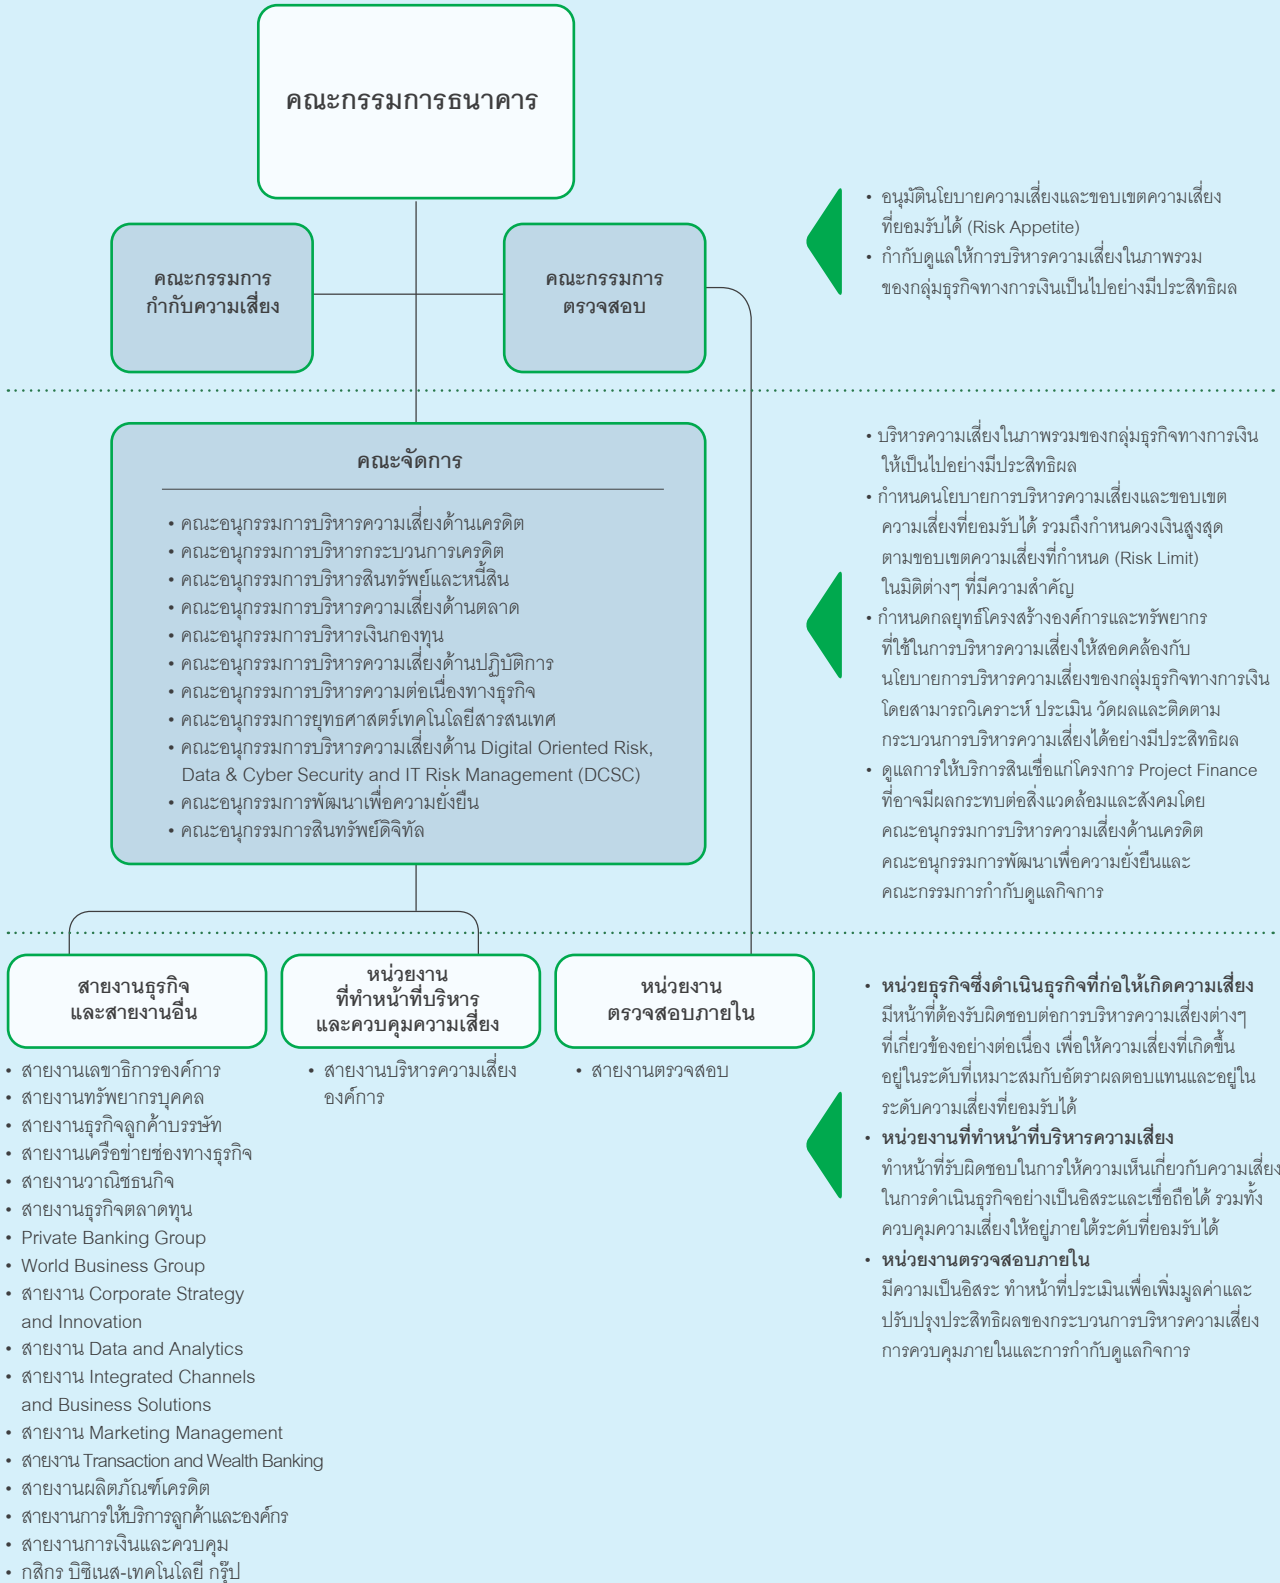 คณะกรรมการธนาคาร
คณะกรรมการ
กำกับความเสี่ยง
คณะกรรมการ
ตรวจสอบ
• อนุมัตินโยบายความเสี่ยงและขอบเขตความเสี่ยง
ที่ยอมรับได้ (Risk Appetite)
• กำกับดูแลให้การบริหารความเสี่ยงในภาพรวม
ของกลุ่มธุรกิจทางการเงินเป็นไปอย่างมีประสิทธิผล
คณะจัดการ
• คณะอนุกรรมการบริหารความเสี่ยงด้านเครดิต
• คณะอนุกรรมการบริหารกระบวนการเครดิต
• คณะอนุกรรมการบริหารสินทรัพย์และหนี้สิน
• คณะอนุกรรมการบริหารความเสี่ยงด้านตลาด
• คณะอนุกรรมการบริหารเงินกองทุน
• คณะอนุกรรมการบริหารความเสี่ยงด้านปฏิบัติการ
• คณะอนุกรรมการบริหารความต่อเนื่องทางธุรกิจ
• คณะอนุกรรมการยุทธศาสตร์เทคโนโลยีสารสนเทศ
• คณะอนุกรรมการบริหารความเสี่ยงด้าน Digital Oriented Risk,
Data & Cyber Security and IT Risk Management (DCSC)
• คณะอนุกรรมการพัฒนาเพื่อความยั่งยืน
• คณะอนุกรรมการสินทรัพย์ดิจิทัล
• บริหารความเสี่ยงในภาพรวมของกลุ่มธุรกิจทางการเงิน
ให้เป็นไปอย่างมีประสิทธิผล
• กำหนดนโยบายการบริหารความเสี่ยงและขอบเขต
ความเสี่ยงที่ยอมรับได้ รวมถึงกำหนดวงเงินสูงสุด
ตามขอบเขตความเสี่ยงที่กำหนด (Risk Limit)
ในมิติต่างๆ ที่มีความสำคัญ
• กำหนดกลยุทธ์โครงสร้างองค์การและทรัพยากร
ที่ใช้ในการบริหารความเสี่ยงให้สอดคล้องกับ
นโยบายการบริหารความเสี่ยงของกลุ่มธุรกิจทางการเงิน
โดยสามารถวิเคราะห์ ประเมิน วัดผลและติดตาม
กระบวนการบริหารความเสี่ยงได้อย่างมีประสิทธิผล
• ดูแลการให้บริการสินเชื่อแก่โครงการ Project Finance
ที่อาจมีผลกระทบต่อสิ่งแวดล้อมและสังคมโดย
คณะอนุกรรมการบริหารความเสี่ยงด้านเครดิต
คณะอนุกรรมการพัฒนาเพื่อความยั่งยืนและ
คณะกรรมการกำกับดูแลกิจการ
สายงานธุรกิจ
และสายงานอื่น
• สายงานเลขาธิการองค์การ
• สายงานทรัพยากรบุคคล
• สายงานธุรกิจลูกค้าบรรษัท
• สายงานเครือข่ายช่องทางธุรกิจ
• สายงานวาณิชธนกิจ
• สายงานธุรกิจตลาดทุน
• Private Banking Group
• World Business Group
• สายงาน Corporate Strategy
and Innovation
• สายงาน Data and Analytics
• สายงาน Integrated Channels
and Business Solutions
• สายงาน Marketing Management
• สายงาน Transaction and Wealth Banking
• สายงานผลิตภัณฑ์เครดิต
• สายงานการให้บริการลูกค้าและองค์กร
• สายงานการเงินและควบคุม
• กสิกร บิซิเนส-เทคโนโลยี กรุ๊ป
หน่วยงาน
ที่ทำหน้าที่บริหาร
และควบคุมความเสี่ยง
• สายงานบริหารความเสี่ยง
องค์การ
หน่วยงาน
ตรวจสอบภายใน
• สายงานตรวจสอบ
• หน่วยธุรกิจซึ่งดำเนินธุรกิจที่ก่อให้เกิดความเสี่ยง
มีหน้าที่ต้องรับผิดชอบต่อการบริหารความเสี่ยงต่างๆ
ที่เกี่ยวข้องอย่างต่อเนื่อง เพื่อให้ความเสี่ยงที่เกิดขึ้น
อยู่ในระดับที่เหมาะสมกับอัตราผลตอบแทนและอยู่ใน
ระดับความเสี่ยงที่ยอมรับได้
• หน่วยงานที่ทำหน้าที่บริหารความเสี่ยง
ทำหน้าที่รับผิดชอบในการให้ความเห็นเกี่ยวกับความเสี่ยง
ในการดำเนินธุรกิจอย่างเป็นอิสระและเชื่อถือได้ รวมทั้ง
ควบคุมความเสี่ยงให้อยู่ภายใต้ระดับที่ยอมรับได้
• หน่วยงานตรวจสอบภายใน
มีความเป็นอิสระ ทำหน้าที่ประเมินเพื่อเพิ่มมูลค่าและ
ปรับปรุงประสิทธิผลของกระบวนการบริหารความเสี่ยง
การควบคุมภายในและการกำกับดูแลกิจการ